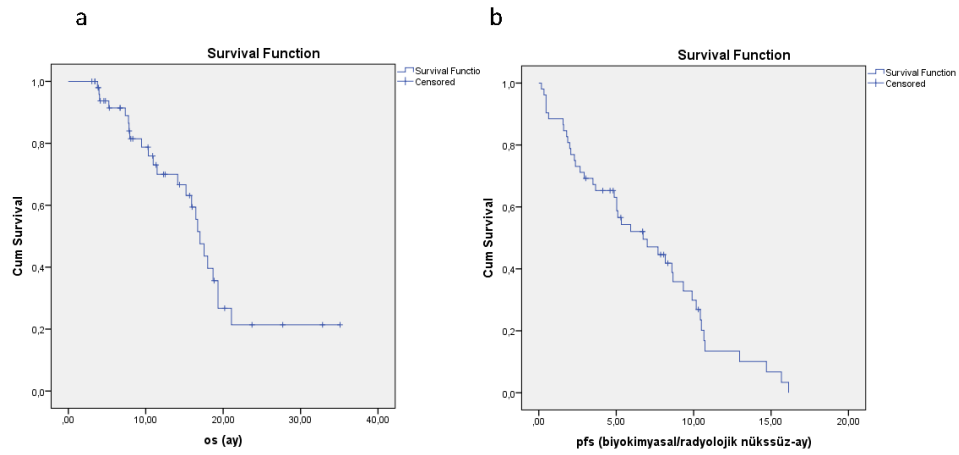 a
Survival Function
Survival Functio
Censored
1,0
0,8
0,6
0,4
0,2
0,0
Cum Survival
,00
10,00
20,00
30,00
40,00
os (ay)
b
Survival Function
Survival Function
Censored
1,0
0,8
0,6
0,4
0,2
0,0
Cum Survival
,00
5,00
10,00
15,00
20,00
pfs (biyokimyasal/radyolojik nükssüz-ay)